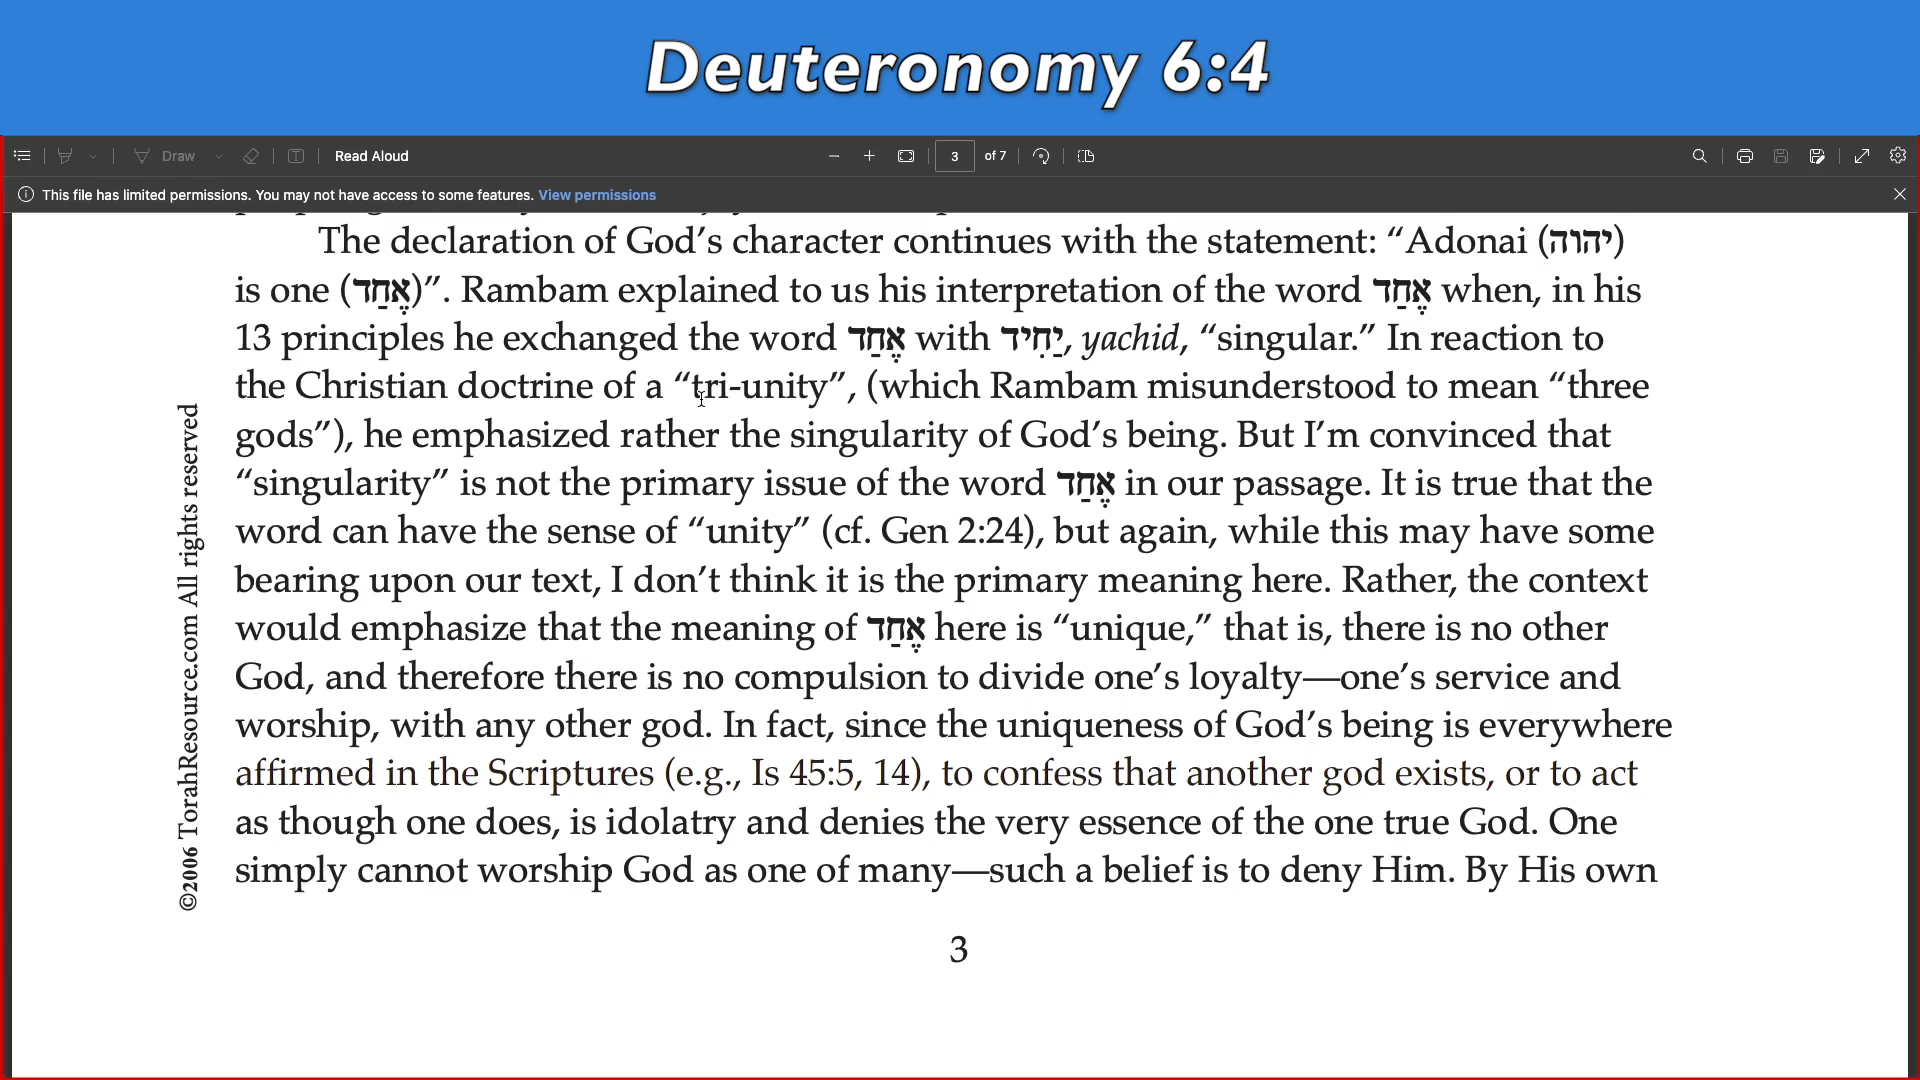 Deuteronomy 6:4
Draw
Read Aloud
3 of 7
This file has limited permissions. You may not have access to some features. View permissions
The declaration of God’s character continues with the statement: “Adonai (יהוה)
is one (אֶחָֽד)”. Rambam explained to us his interpretation of the word אֶחַד when, in his
13 principles he exchanged the word אֶחַד with יַחִיד, yachid, “singular.” In reaction to
the Christian doctrine of a “tri-unity”, (which Rambam misunderstood to mean “three
gods”), he emphasized rather the singularity of God’s being. But I’m convinced that
“singularity” is not the primary issue of the word אֶחַד in our passage. It is true that the
word can have the sense of “unity” (cf. Gen 2:24), but again, while this may have some
bearing upon our text, I don’t think it is the primary meaning here. Rather, the context
would emphasize that the meaning of אֶחַד here is “unique,” that is, there is no other
God, and therefore there is no compulsion to divide one’s loyalty—one’s service and
worship, with any other god. In fact, since the uniqueness of God’s being is everywhere
affirmed in the Scriptures (e.g., Is 45:5, 14), to confess that another god exists, or to act
as though one does, is idolatry and denies the very essence of the one true God. One
simply cannot worship God as one of many—such a belief is to deny Him. By His own
©2006 TorahResource.com All rights reserved
3